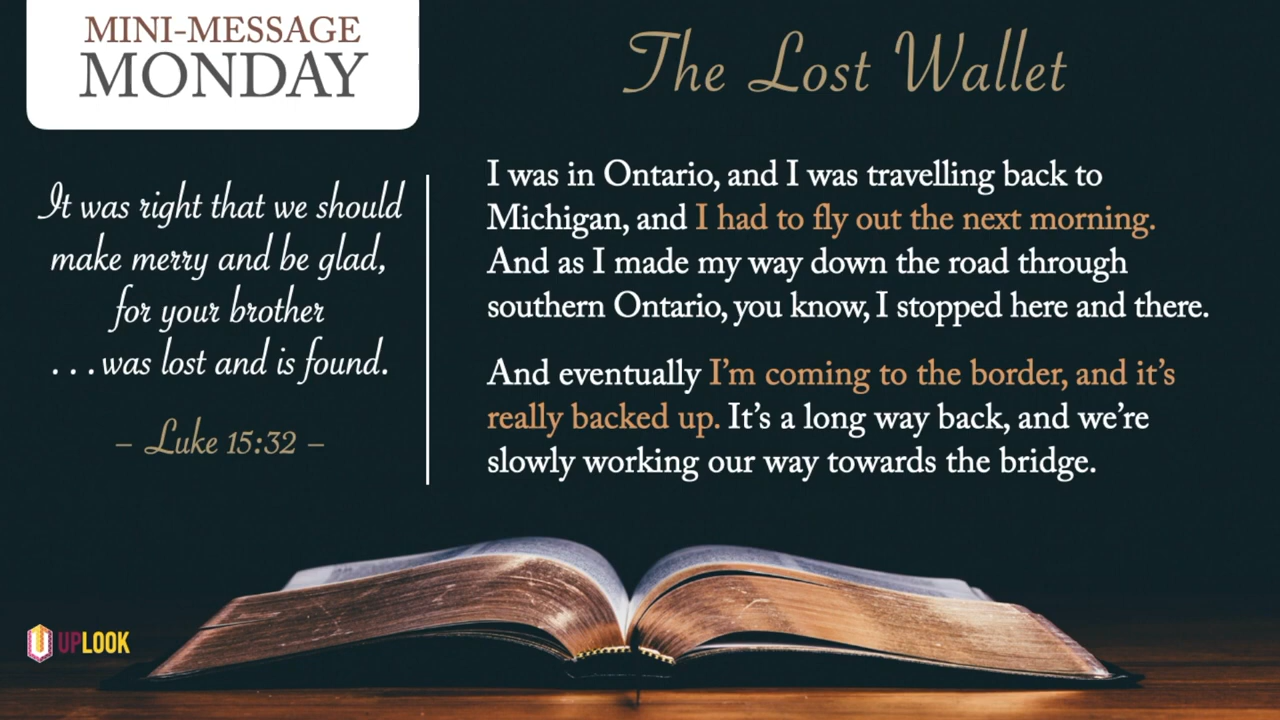 MINI-MESSAGE
MONDAY
The Lost Wallet
It was right that we should
make merry and be glad,
for your brother
. . . was lost and is found.
– Luke 15:32 –
I was in Ontario, and I was travelling back to
Michigan, and I had to fly out the next morning.
And as I made my way down the road through
southern Ontario, you know, I stopped here and there.
And eventually I’m coming to the border, and it’s
really backed up. It’s a long way back, and we’re
slowly working our way towards the bridge.
UPLOOK